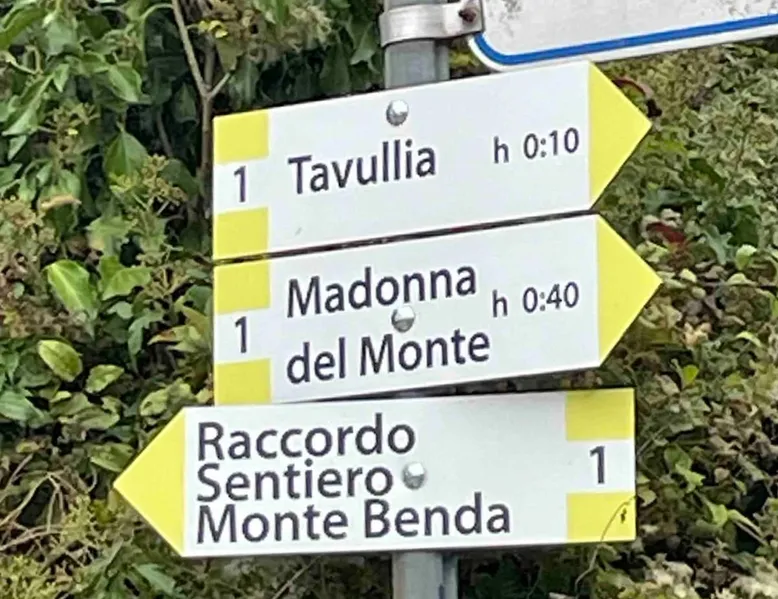 1 Tavullia h 0:10
1 Madonna h 0:40
del Monte
Raccordo
Sentiero 1
Monte Benda